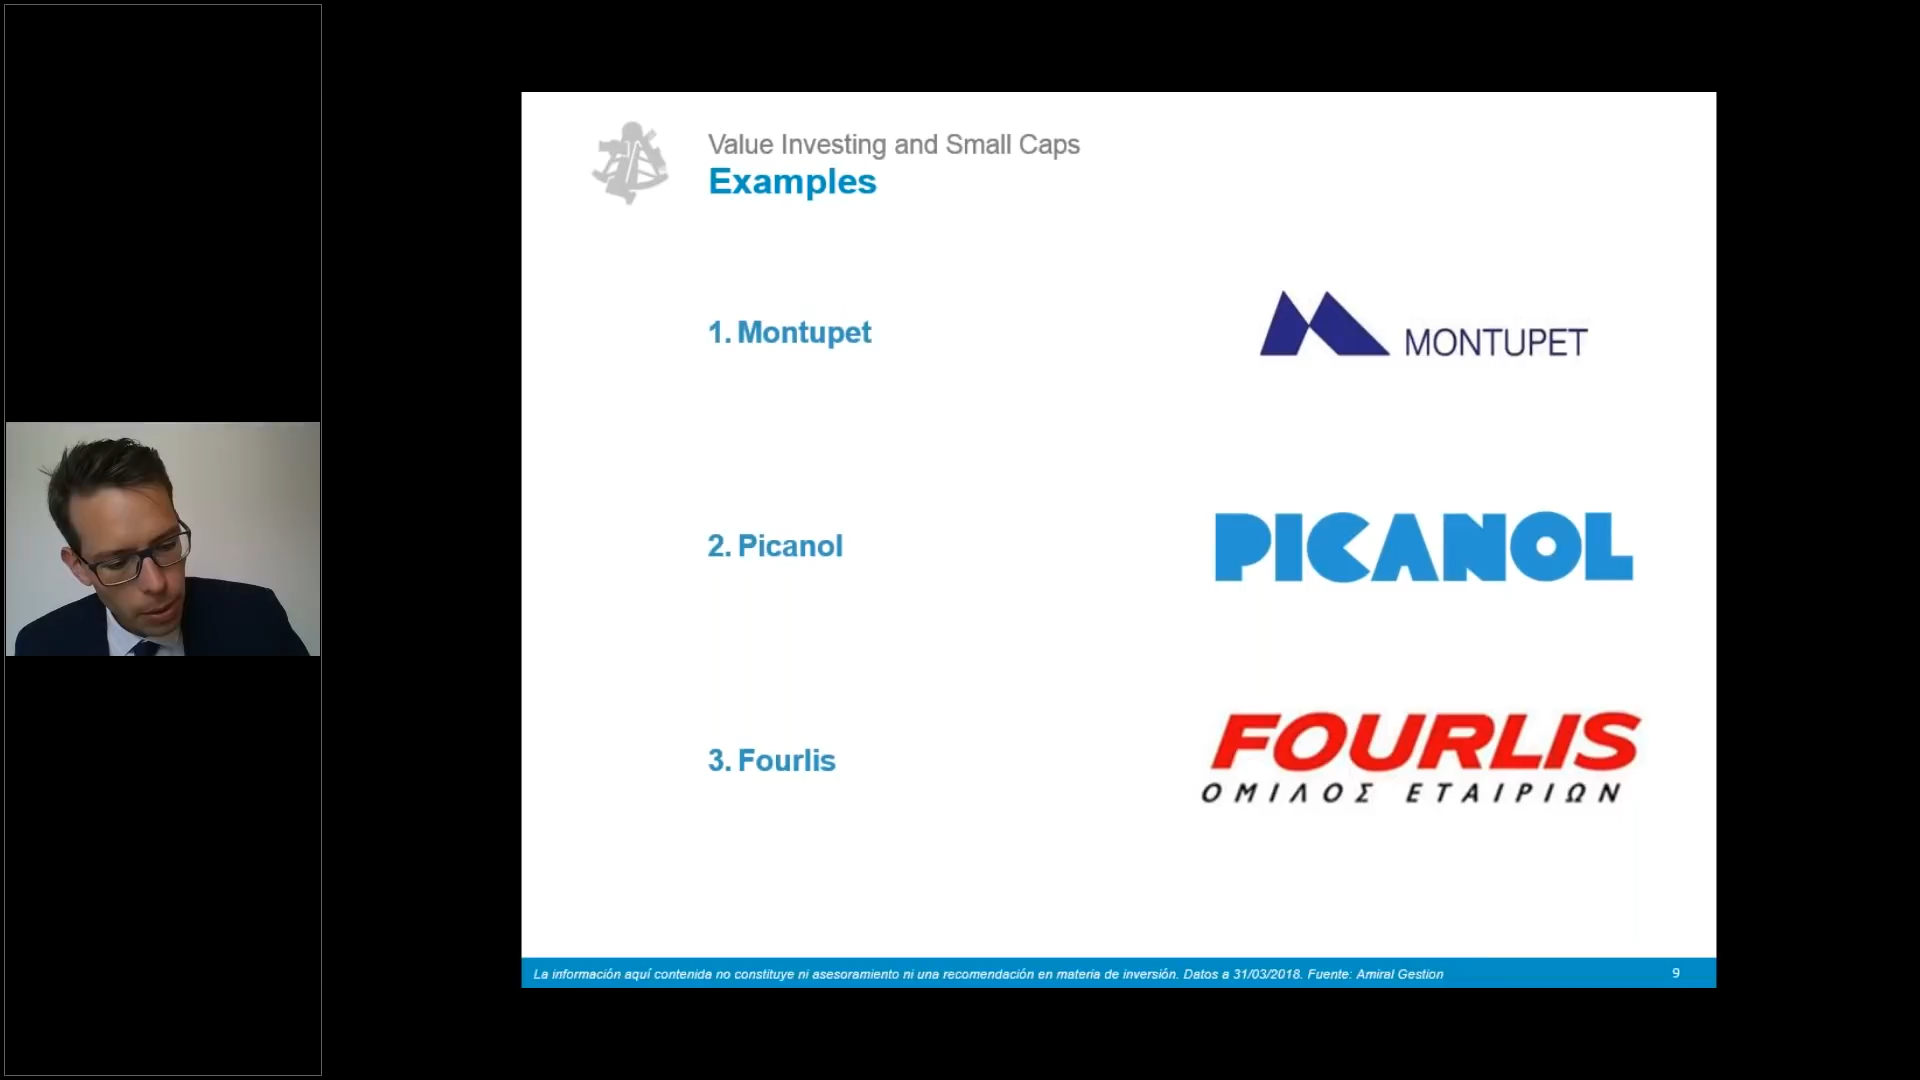 Value Investing and Small Caps
Examples
1. Montupet
MONTUPET
2. Picanol
PICANOL
3. Fourlis
FOURLIS
ΟΜΙΛΟΣ ΕΤΑΙΡΙΩΝ
La información aquí contenida no constituye ni asesoramiento ni una recomendación en materia de inversión. Datos a 31/03/2018. Fuente: Amiral Gestion
9